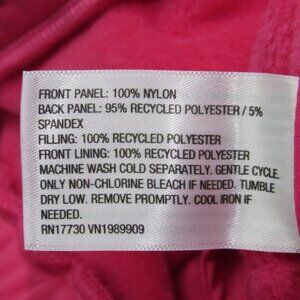 FRONT PANEL: 100% NYLON
BACK PANEL: 95% RECYCLED POLYESTER / 5%
SPANDEX
FILLING: 100% RECYCLED POLYESTER
FRONT LINING: 100% RECYCLED POLYESTER
MACHINE WASH COLD SEPARATELY. GENTLE CYCLE.
ONLY NON-CHLORINE BLEACH IF NEEDED. TUMBLE
DRY LOW. REMOVE PROMPTLY. COOL IRON IF
NEEDED.
RN17730 VN1989909